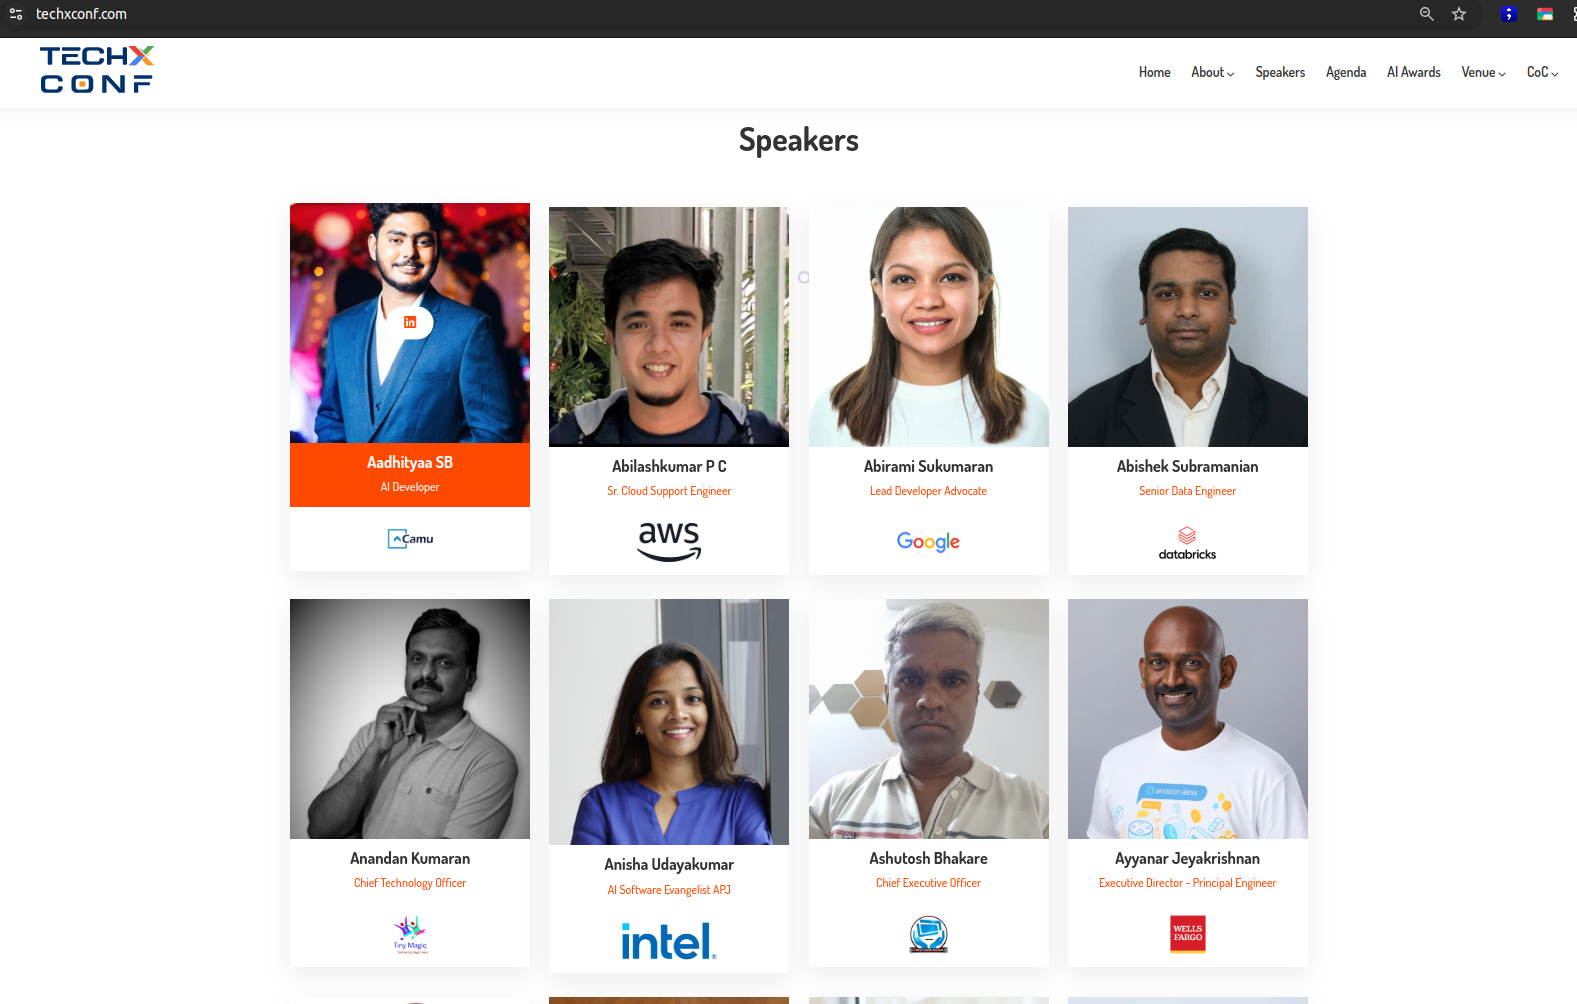 techxconf.com
TECHX
CONF
Home About Speakers Agenda AI Awards Venue CoC
Speakers
Aadhityaa SB
AI Developer
Camu
Abilashkumar P C
Sr. Cloud Support Engineer
aws
Abirami Sukumaran
Lead Developer Advocate
Google
Abishek Subramanian
Senior Data Engineer
databricks
Anandan Kumaran
Chief Technology Officer
Tiny Magiq
Anisha Udayakumar
AI Software Evangelist APJ
intel
Ashutosh Bhakare
Chief Executive Officer
amazon alexa
Ayyanar Jeyakrishnan
Executive Director - Principal Engineer
WELLS
FARGO